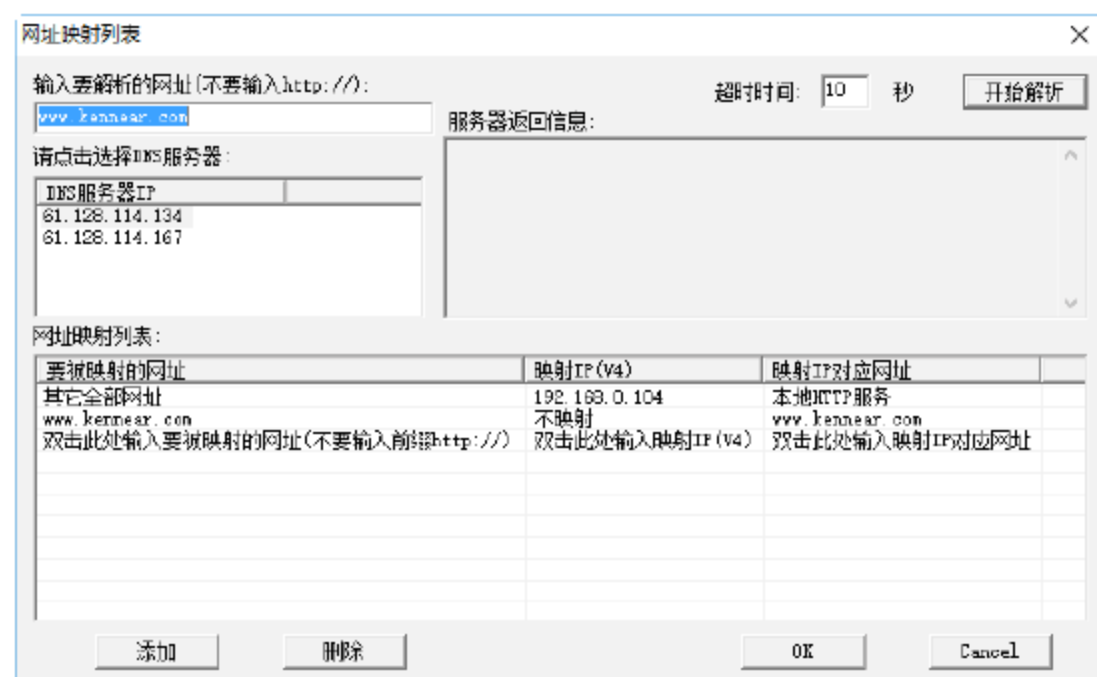 网址映射列表
输入要解析的网址(不要输入http://):
超时时间: 10 秒 开始解析
www.kennear.com
服务器返回信息:
请点击选择DNS服务器:
DNS服务器IP
61.128.114.134
61.128.114.167
网址映射列表:
要被映射的网址 映射IP(V4) 映射IP对应网址
其它全部网址 192.168.0.104 本地HTTP服务
www.kennear.com 不映射 www.kennear.com
双击此处输入要被映射的网址(不要输入前缀http://) 双击此处输入映射IP(V4) 双击此处输入映射IP对应网址
添加 删除 OK Cancel